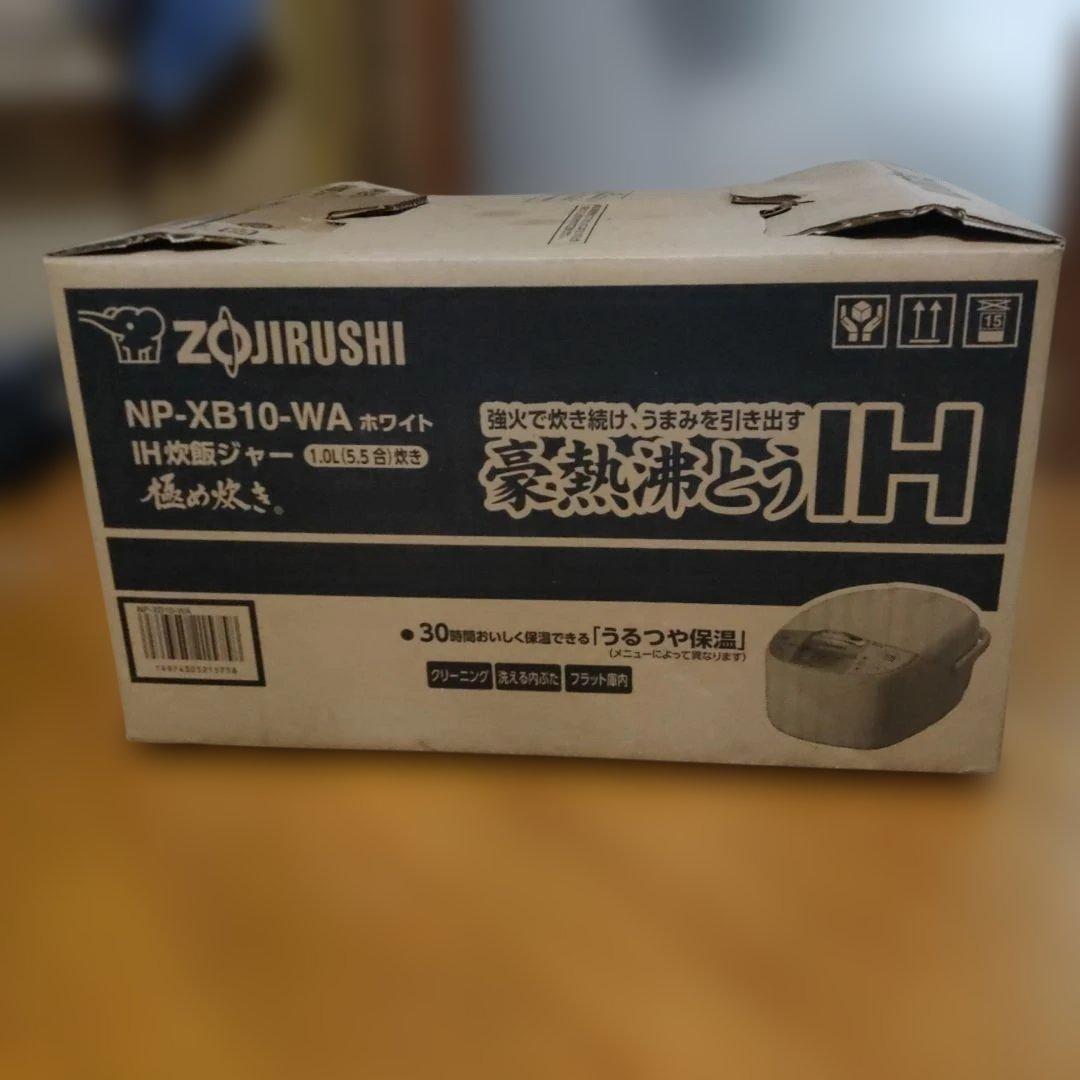 ZOJIRUSHI
15
NP-XB10-WA ホワイト
IH炊飯ジャー 1.0L(5.5合)炊き
極め炊き®
強火で炊き続け、うまみを引き出す
豪熱沸とうIH
NP-XB10-WA
● 30時間おいしく保温できる「うるつや保温」
(メニューによって異なります)
クリーニング 洗える内ぶた フラット庫内